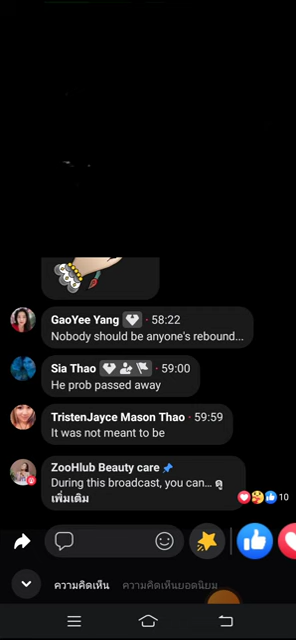 GaoYee Yang · 58:22
Nobody should be anyone's rebound...
Sia Thao · 59:00
He prob passed away
TristenJayce Mason Thao · 59:59
It was not meant to be
ZooHlub Beauty care
During this broadcast, you can... ดู
เพิ่มเติม
10
ความคิดเห็น ความคิดเห็นยอดนิยม